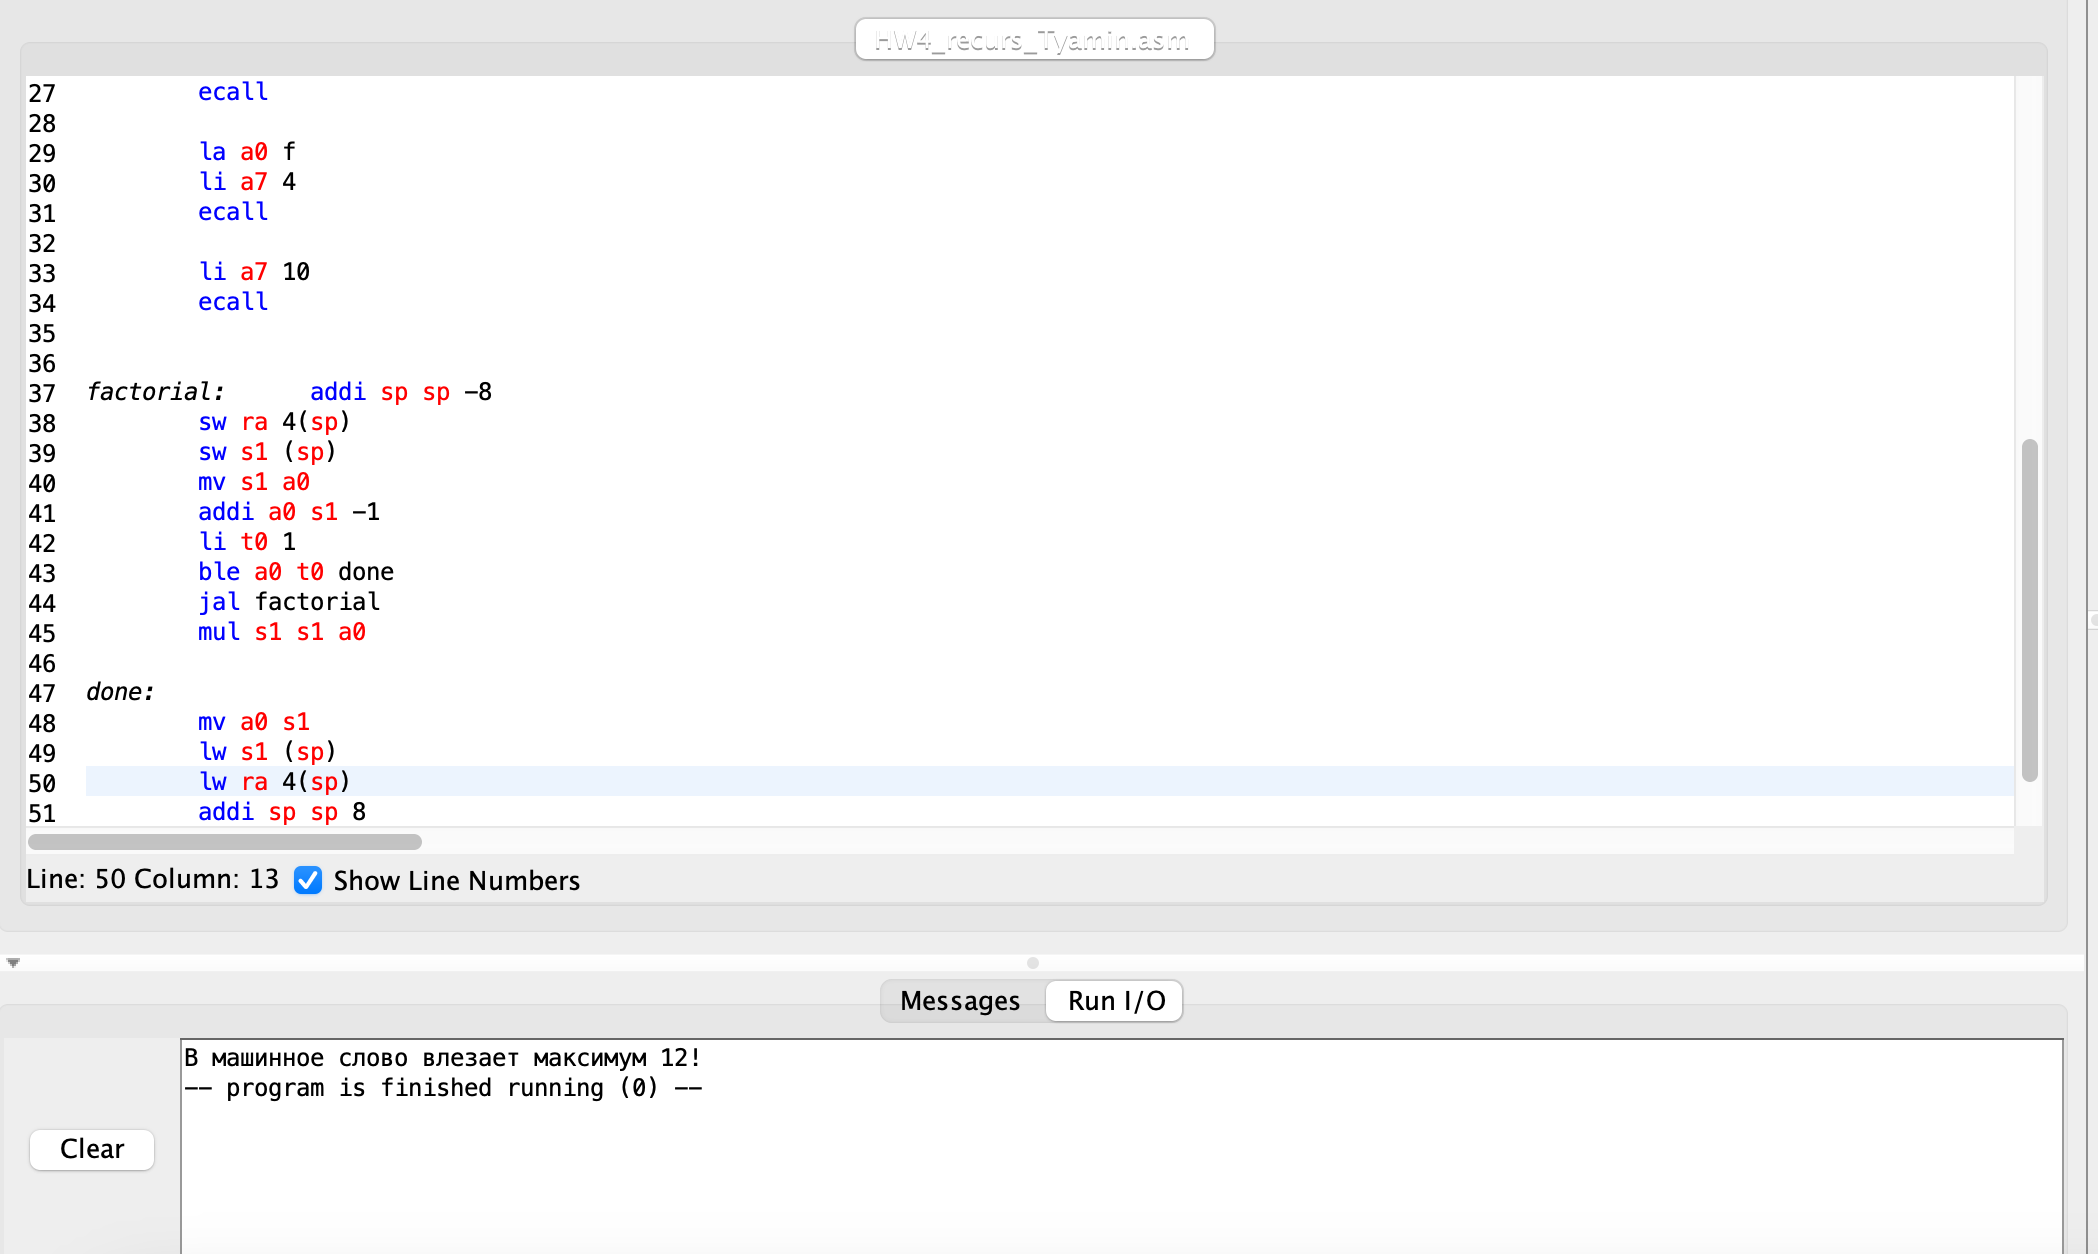 HW4_recurs_Tyamin.asm
27 ecall
28
29 la a0 f
30 li a7 4
31 ecall
32
33 li a7 10
34 ecall
35
36
37 factorial: addi sp sp -8
38 sw ra 4(sp)
39 sw s1 (sp)
40 mv s1 a0
41 addi a0 s1 -1
42 li t0 1
43 ble a0 t0 done
44 jal factorial
45 mul s1 s1 a0
46
47 done:
48 mv a0 s1
49 lw s1 (sp)
50 lw ra 4(sp)
51 addi sp sp 8
Line: 50 Column: 13 Show Line Numbers
Messages Run I/O
В машинное слово влезает максимум 12!
-- program is finished running (0) --
Clear